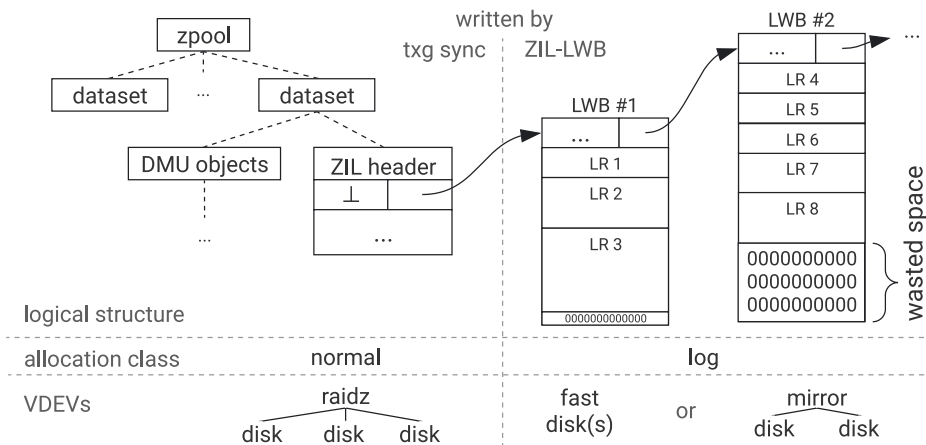 written by
txg sync
ZIL-LWB
zpool
dataset
...
dataset
DMU objects
ZIL header
⊥
...
...
LWB #1
...
LR 1
LR 2
LR 3
0000000000000
LWB #2
...
...
LR 4
LR 5
LR 6
LR 7
LR 8
0000000000
0000000000
0000000000
wasted space
logical structure
allocation class
normal
log
VDEVs
raidz
disk
disk
disk
fast
disk(s)
or
mirror
disk
disk